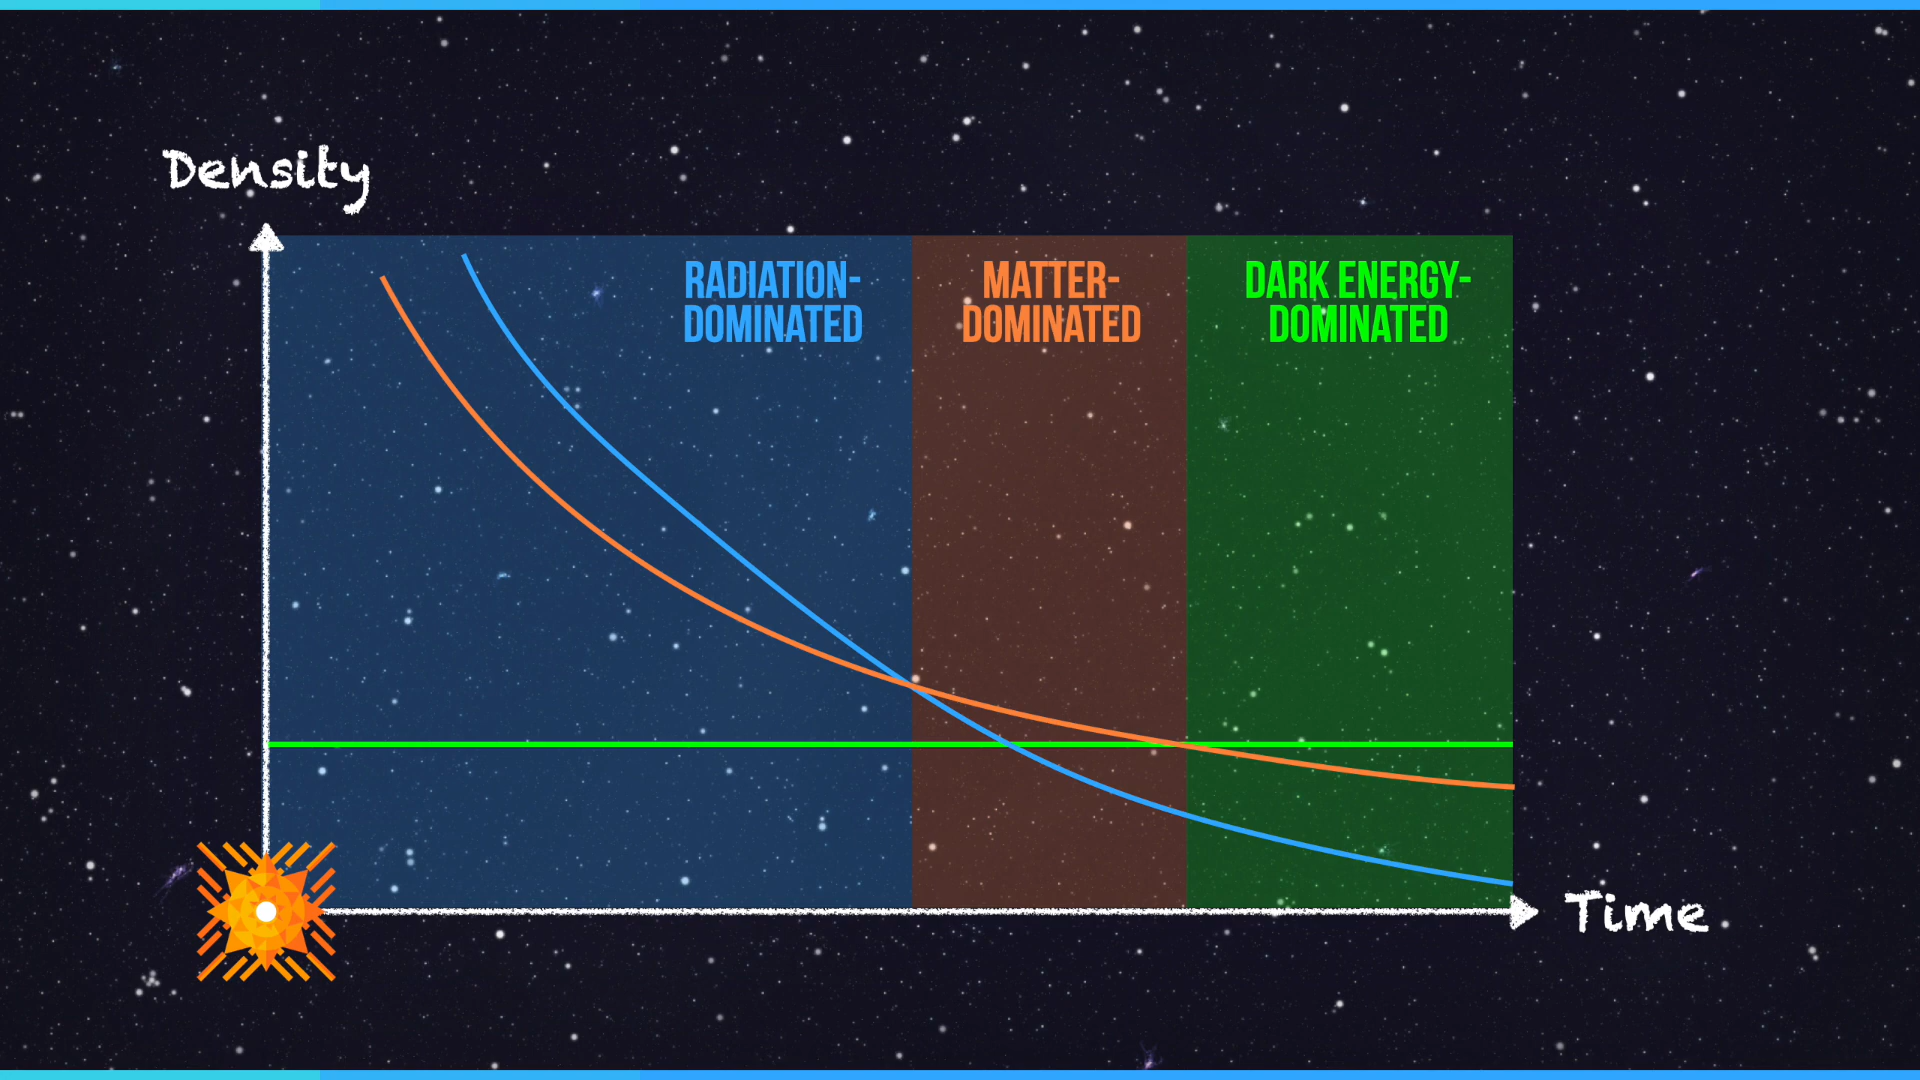 Density
RADIATION-
DOMINATED
MATTER-
DOMINATED
DARK ENERGY-
DOMINATED
Time